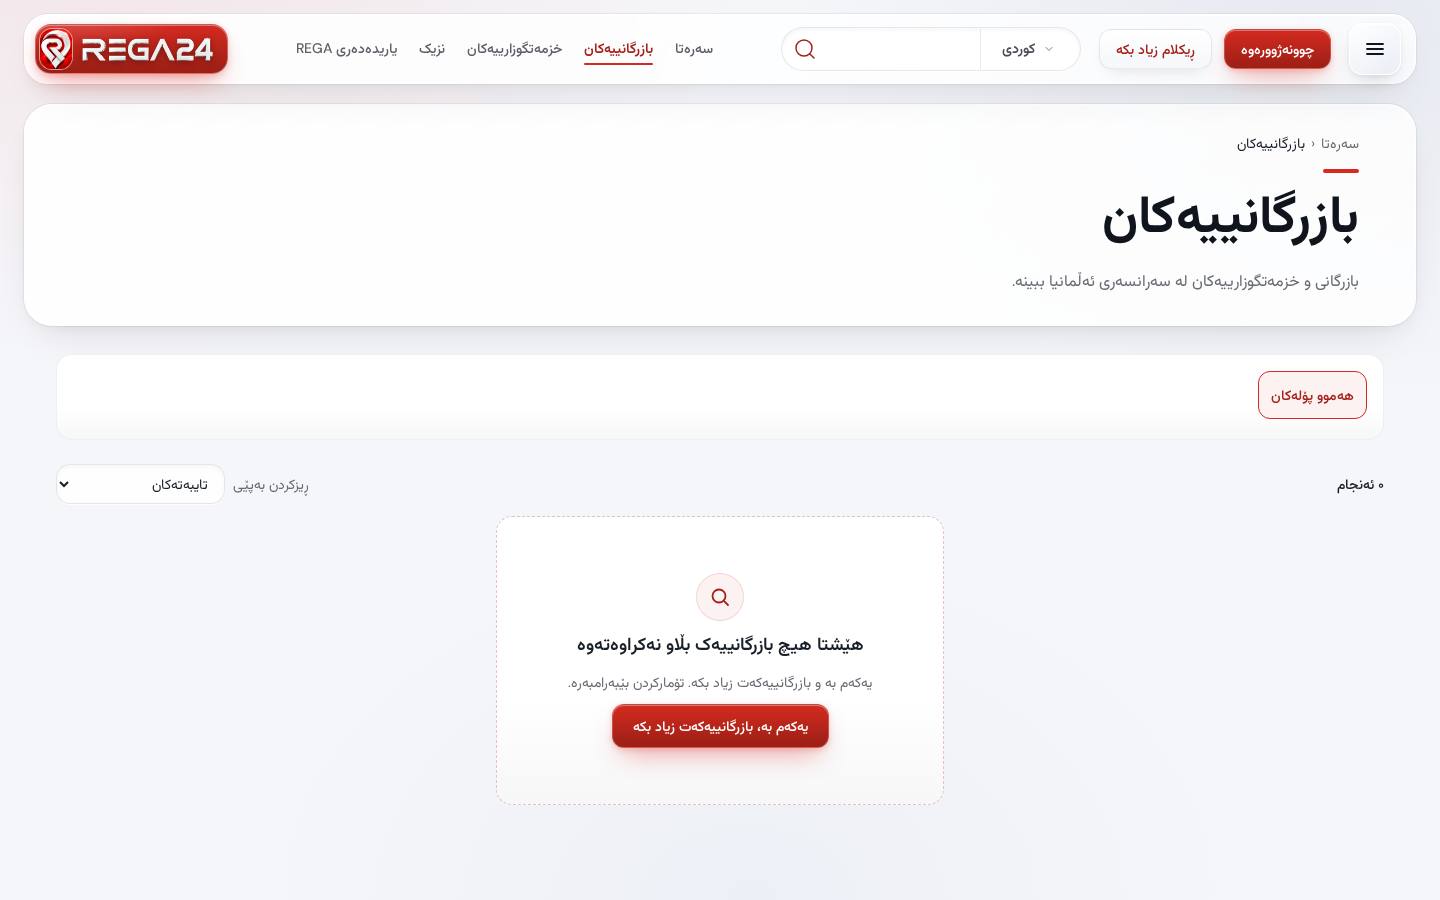 چوونەژوورەوە
ڕیکلام زیاد بکە
کوردی
سەرەتا
بازرگانییەکان
خزمەتگوزارییەکان
نزیک
یاریدەدەری REGA
REGA24
سەرەتا ‹ بازرگانییەکان
بازرگانییەکان
بازرگانی و خزمەتگوزارییەکان لە سەرانسەری ئەڵمانیا ببینە.
هەموو پۆلەکان
٠ ئەنجام
ڕیزکردن بەپێی
تایبەتەکان
هێشتا هیچ بازرگانییەک بڵاو نەکراوەتەوە
یەکەم بە و بازرگانییەکەت زیاد بکە. تۆمارکردن بێبەرامبەرە.
یەکەم بە، بازرگانییەکەت زیاد بکە